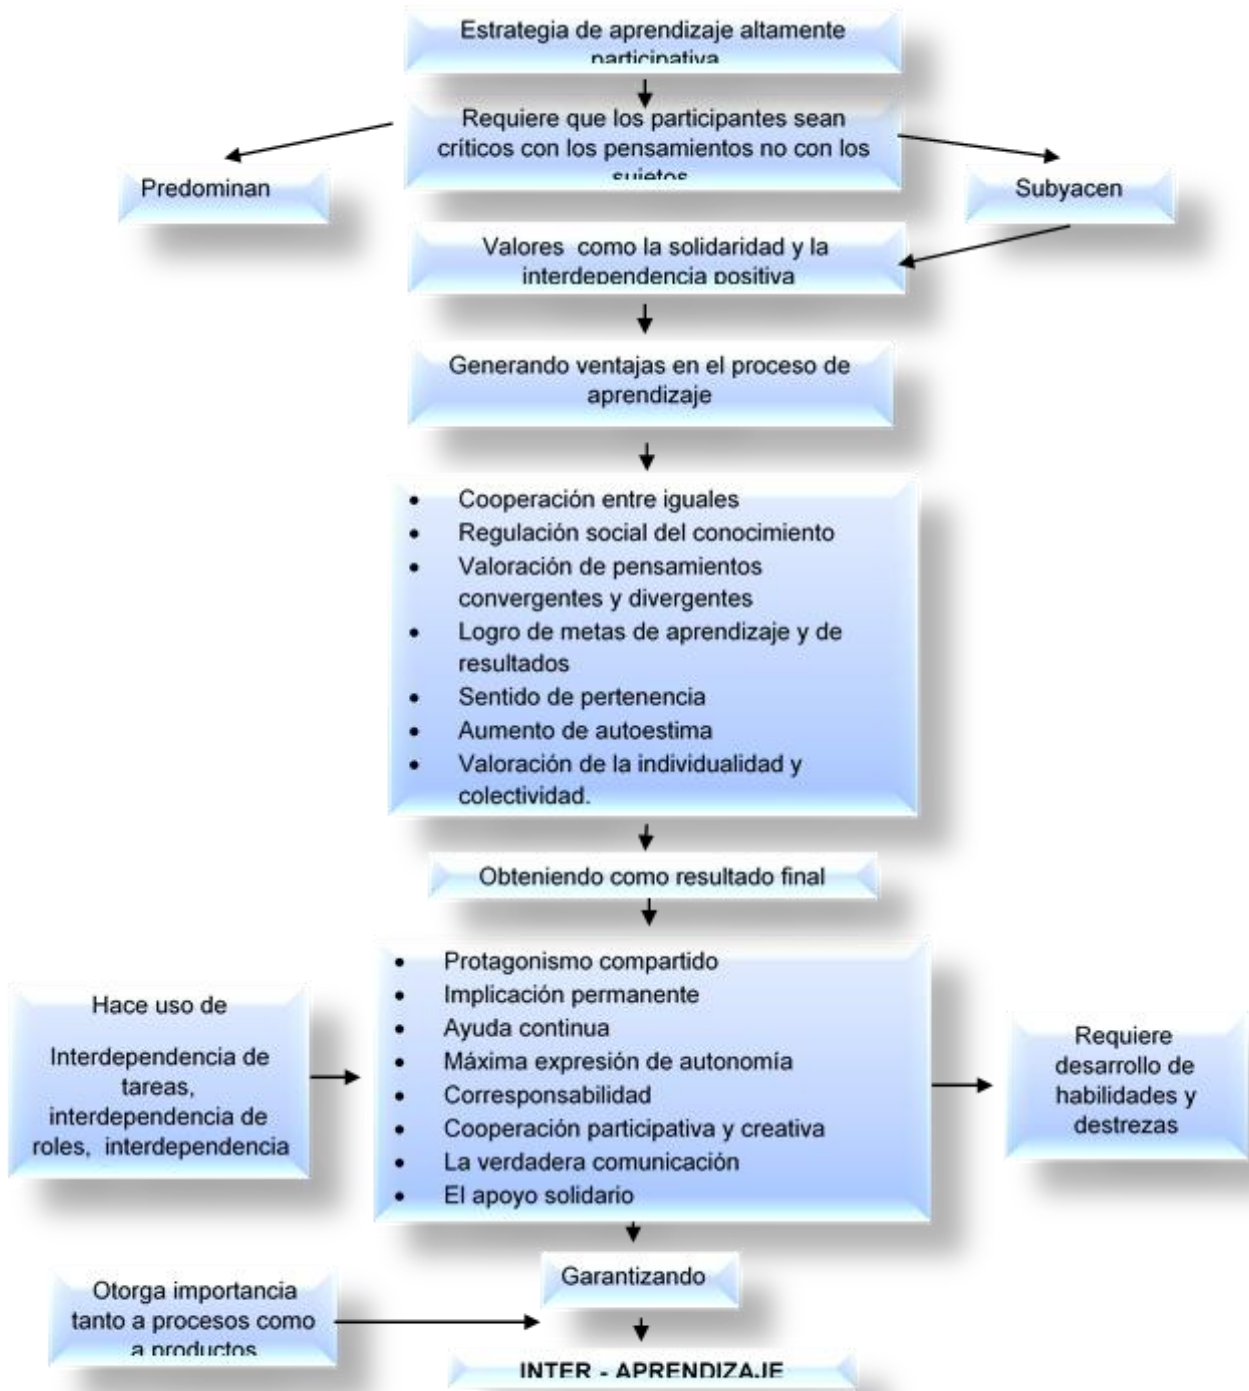 Estrategia de aprendizaje altamente
participativa
Requiere que los participantes sean
críticos con los pensamientos no con los
sujetos
Predominan
Subyacen
Valores como la solidaridad y la
interdependencia positiva
Generando ventajas en el proceso de
aprendizaje
• Cooperación entre iguales
• Regulación social del conocimiento
• Valoración de pensamientos
convergentes y divergentes
• Logro de metas de aprendizaje y de
resultados
• Sentido de pertenencia
• Aumento de autoestima
• Valoración de la individualidad y
colectividad.
Obteniendo como resultado final
• Protagonismo compartido
• Implicación permanente
• Ayuda continua
• Máxima expresión de autonomía
• Corresponsabilidad
• Cooperación participativa y creativa
• La verdadera comunicación
• El apoyo solidario
Hace uso de
Interdependencia de
tareas,
interdependencia de
roles, interdependencia
Requiere
desarrollo de
habilidades y
destrezas
Garantizando
Otorga importancia
tanto a procesos como
a productos
INTER - APRENDIZAJE